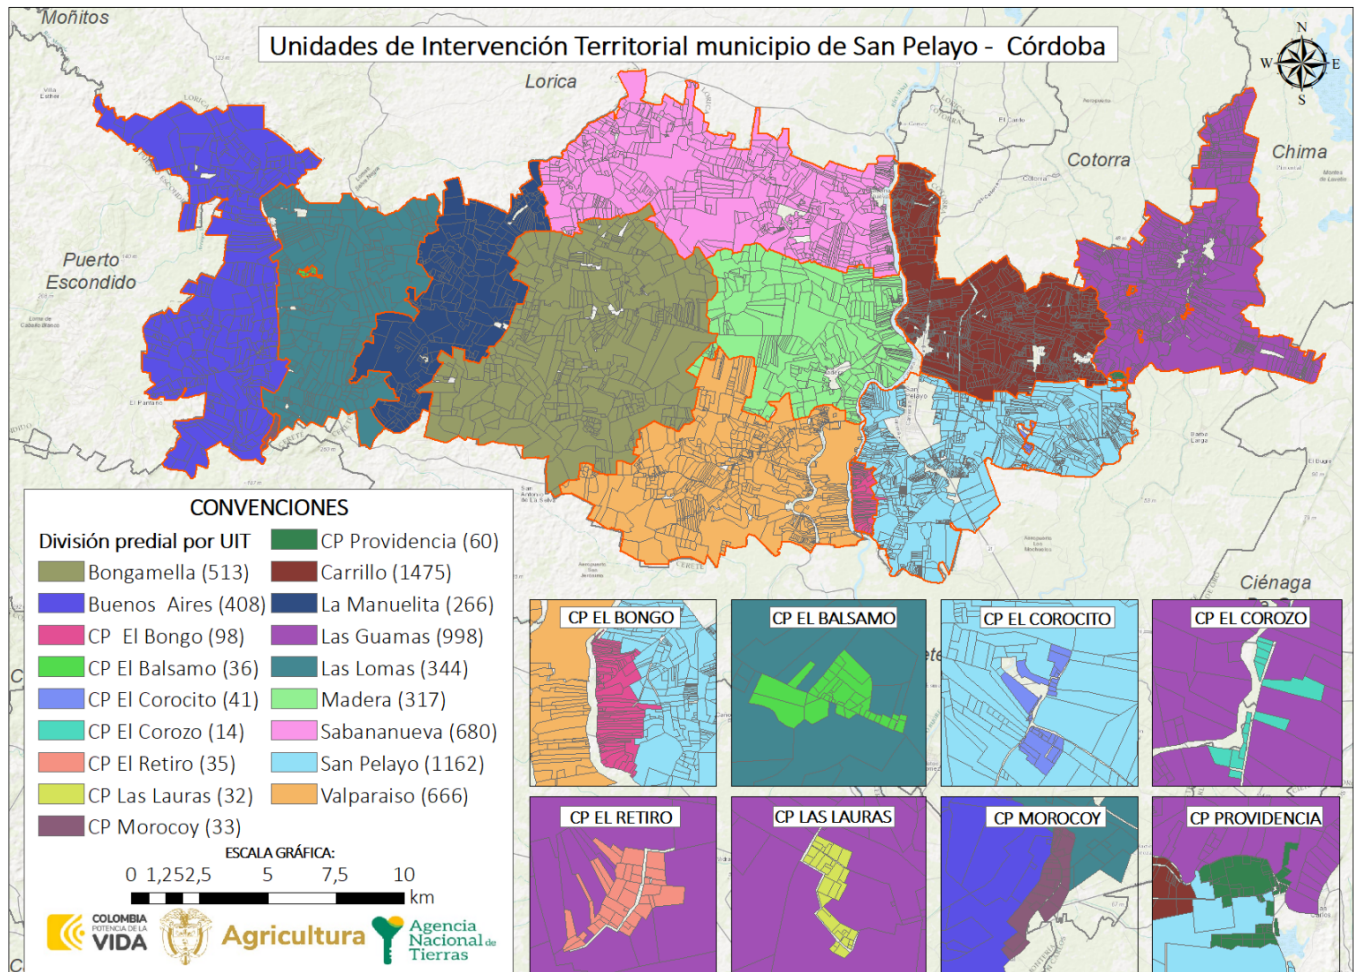 Moñitos
Unidades de Intervención Territorial municipio de San Pelayo - Córdoba
N
W E
S
Lorica
Cotorra
Chima
Puerto
Escondido
Ciénaga
CONVENCIONES
División predial por UIT
Bongamella (513)
Buenos Aires (408)
CP El Bongo (98)
CP El Balsamo (36)
CP El Corocito (41)
CP El Corozo (14)
CP El Retiro (35)
CP Las Lauras (32)
CP Morocoy (33)
CP Providencia (60)
Carrillo (1475)
La Manuelita (266)
Las Guamas (998)
Las Lomas (344)
Madera (317)
Sabananueva (680)
San Pelayo (1162)
Valparaiso (666)
ESCALA GRÁFICA:
0 1,252,5 5 7,5 10
km
COLOMBIA
POTENCIA DE LA
VIDA
Agricultura
Agencia
Nacional de
Tierras
CP EL BONGO
CP EL BALSAMO
CP EL COROCITO
CP EL COROZO
CP EL RETIRO
CP LAS LAURAS
CP MOROCOY
CP PROVIDENCIA